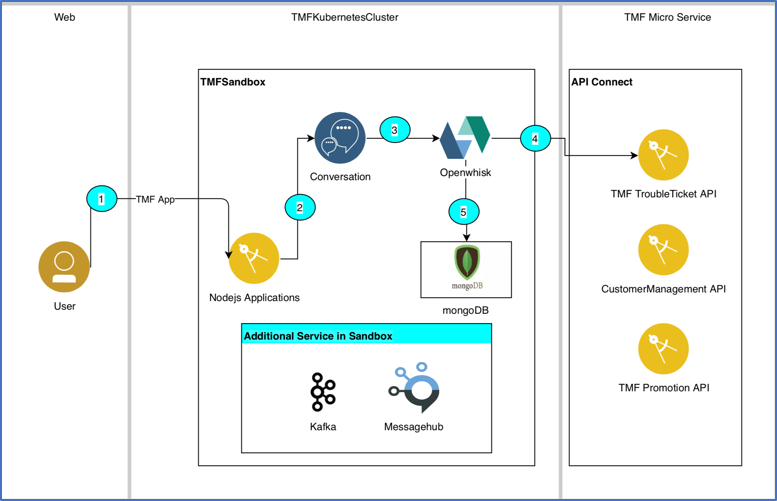 Web
TMFKubernetesCluster
TMF Micro Service
TMFSandbox
API Connect
1
TMF App
2
3
4
5
User
Nodejs Applications
Conversation
Openwhisk
mongoDB
mongoDB
TMF TroubleTicket API
CustomerManagement API
TMF Promotion API
Additional Service in Sandbox
Kafka
Messagehub